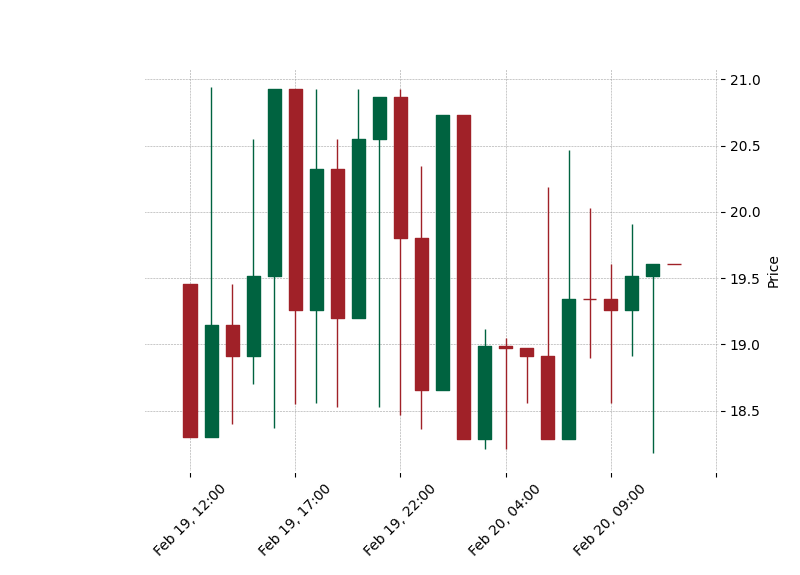 21.0
20.5
20.0
19.5
19.0
18.5
Price
Feb 19, 12:00
Feb 19, 17:00
Feb 19, 22:00
Feb 20, 04:00
Feb 20, 09:00